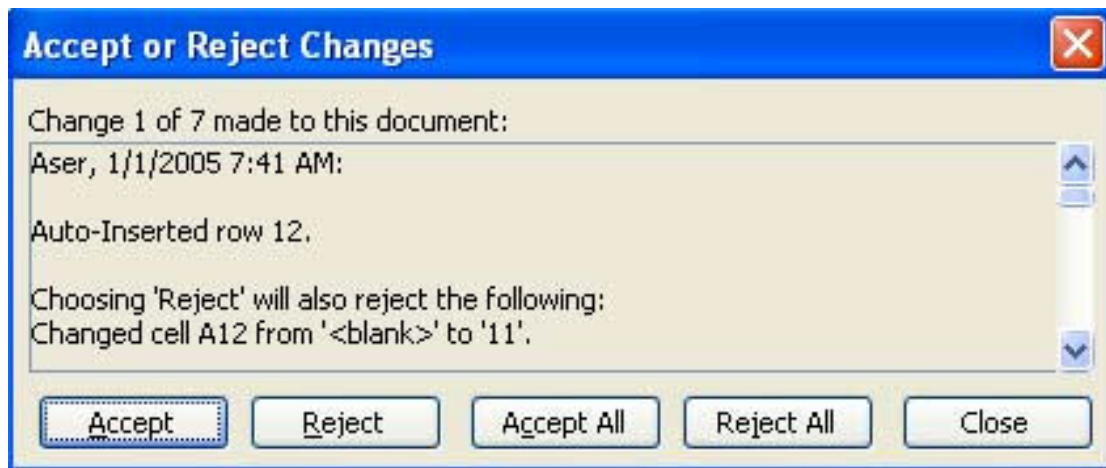 Accept or Reject Changes
Change 1 of 7 made to this document:
Aser, 1/1/2005 7:41 AM:
Auto-Inserted row 12.
Choosing 'Reject' will also reject the following:
Changed cell A12 from '<blank>' to '11'.
Accept Reject Accept All Reject All Close